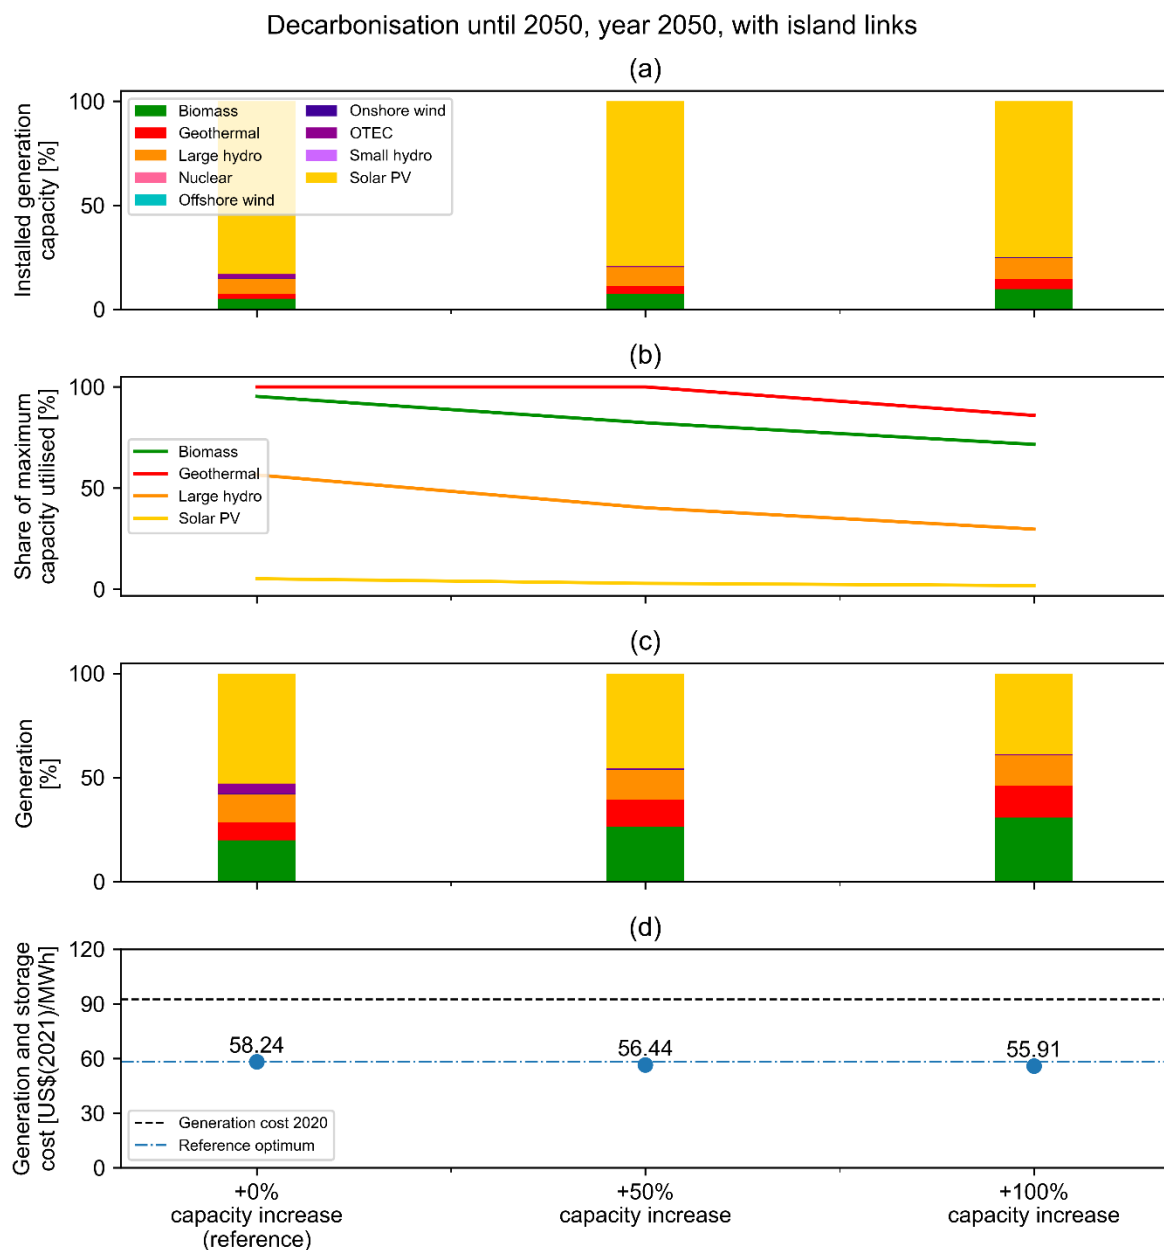 Decarbonisation until 2050, year 2050, with island links
(a)
Installed generation
capacity [%]
100
50
0
Biomass
Geothermal
Large hydro
Nuclear
Offshore wind
Onshore wind
OTEC
Small hydro
Solar PV
(b)
Share of maximum
capacity utilised [%]
100
50
0
Biomass
Geothermal
Large hydro
Solar PV
(c)
Generation
[%]
100
50
0
(d)
Generation and storage
cost [US$(2021)/MWh]
120
90
60
30
0
58.24
56.44
55.91
Generation cost 2020
Reference optimum
+0%
capacity increase
(reference)
+50%
capacity increase
+100%
capacity increase